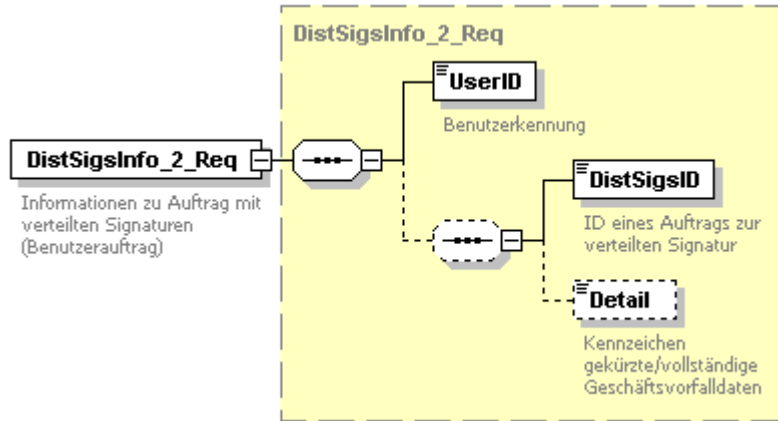 DistSigsInfo_2_Req
UserID
Benutzerkennung
DistSigsInfo_2_Req
Informationen zu Auftrag mit
verteilten Signaturen
(Benutzerauftrag)
DistSigsID
ID eines Auftrags zur
verteilten Signatur
Detail
Kennzeichen
gekürzte/vollständige
Geschäftsvorfalldaten